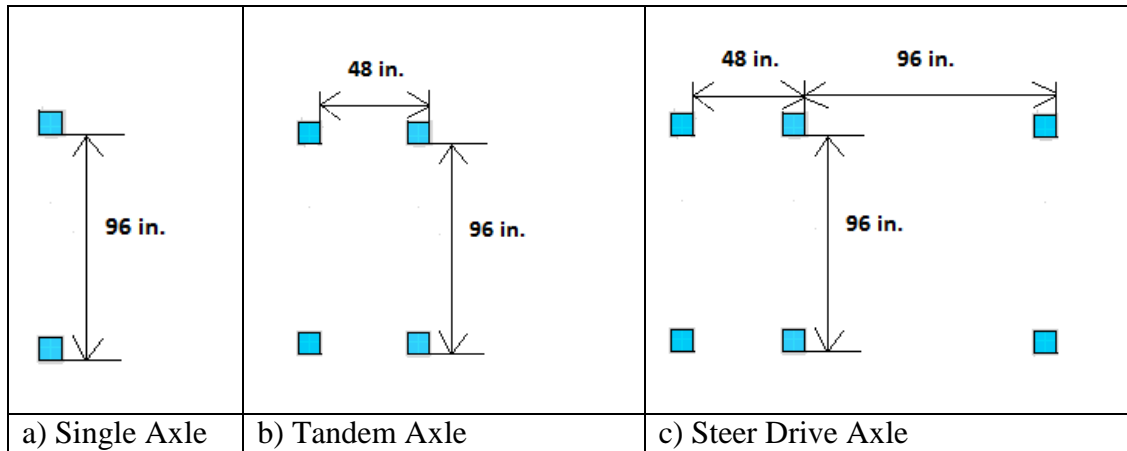 48 in.
48 in.
96 in.
96 in.
96 in.
96 in.
a) Single Axle
b) Tandem Axle
c) Steer Drive Axle